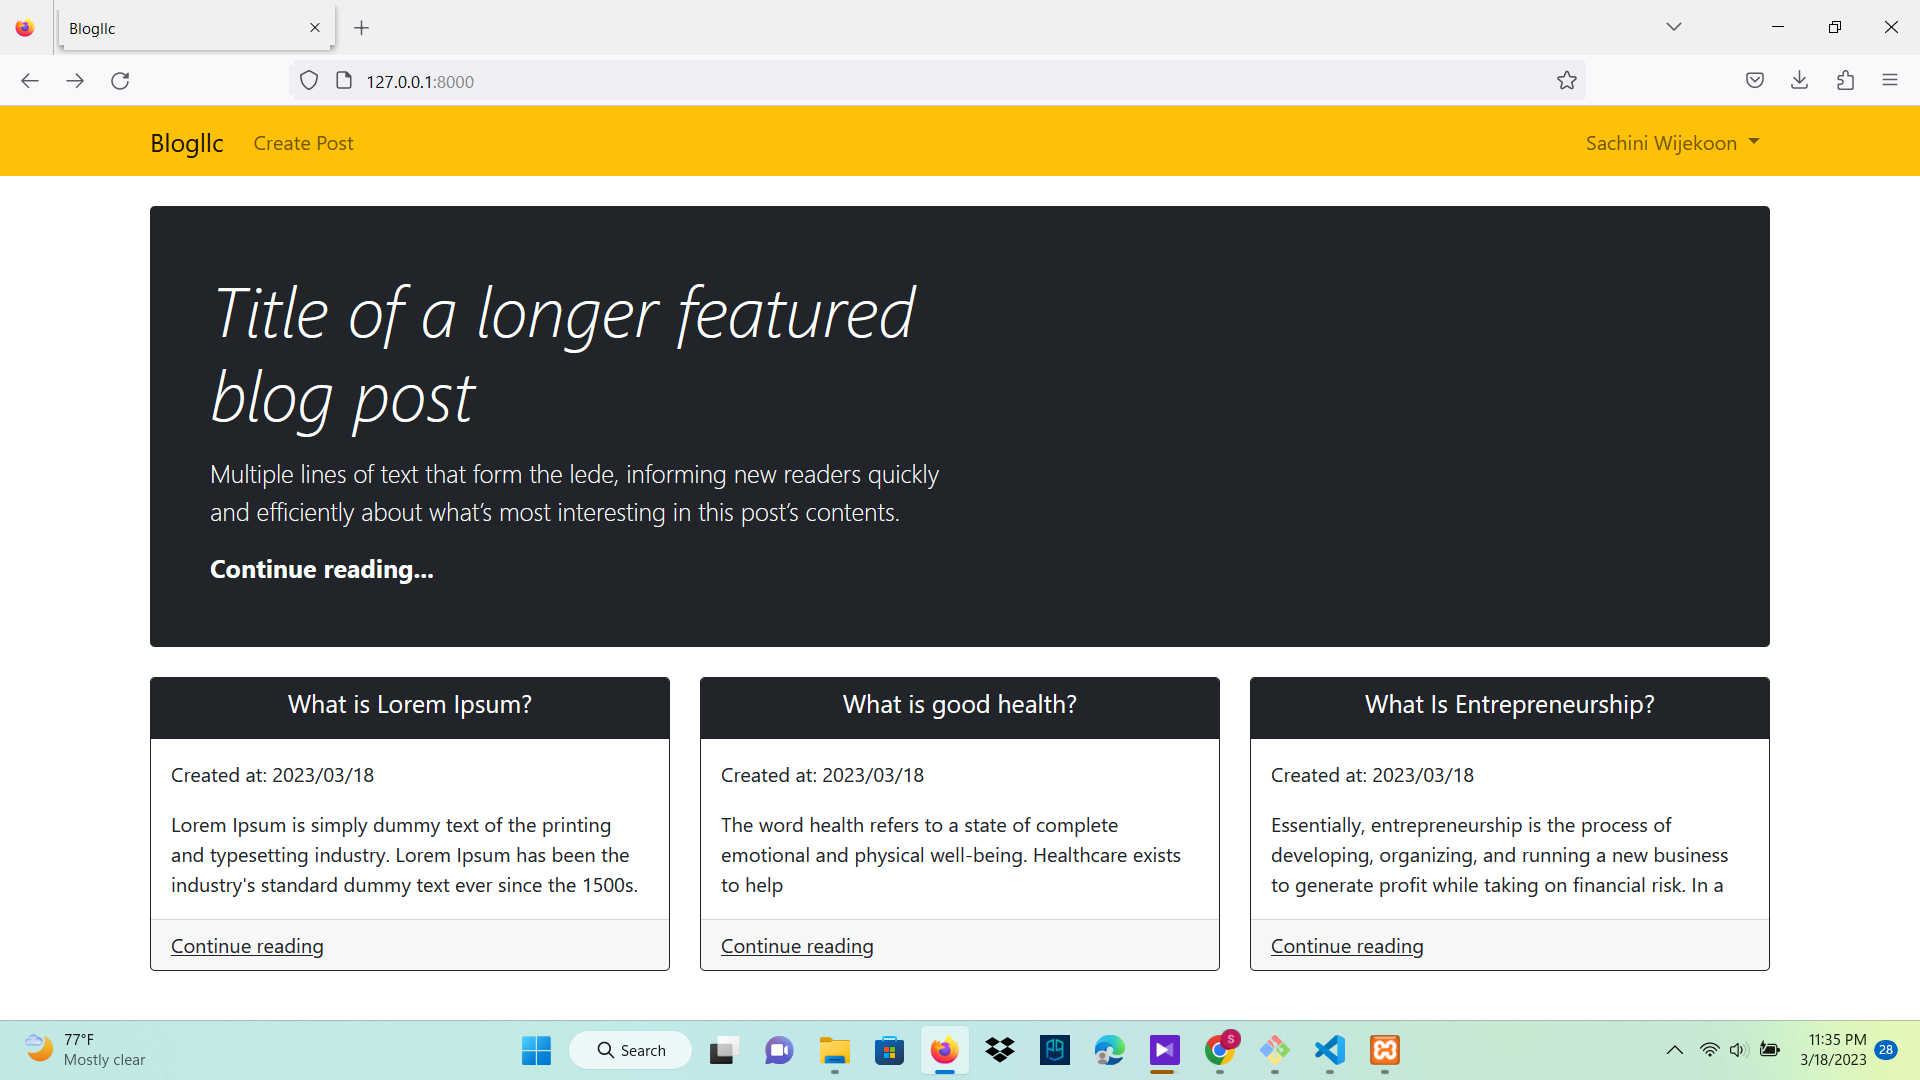 Blogllc
127.0.0.1:8000
Blogllc Create Post Sachini Wijekoon
Title of a longer featured
blog post
Multiple lines of text that form the lede, informing new readers quickly
and efficiently about what’s most interesting in this post’s contents.
Continue reading...
What is Lorem Ipsum?
Created at: 2023/03/18
Lorem Ipsum is simply dummy text of the printing
and typesetting industry. Lorem Ipsum has been the
industry's standard dummy text ever since the 1500s.
Continue reading
What is good health?
Created at: 2023/03/18
The word health refers to a state of complete
emotional and physical well-being. Healthcare exists
to help
Continue reading
What Is Entrepreneurship?
Created at: 2023/03/18
Essentially, entrepreneurship is the process of
developing, organizing, and running a new business
to generate profit while taking on financial risk. In a
Continue reading
77°F
Mostly clear
Search
S
11:35 PM
3/18/2023
28